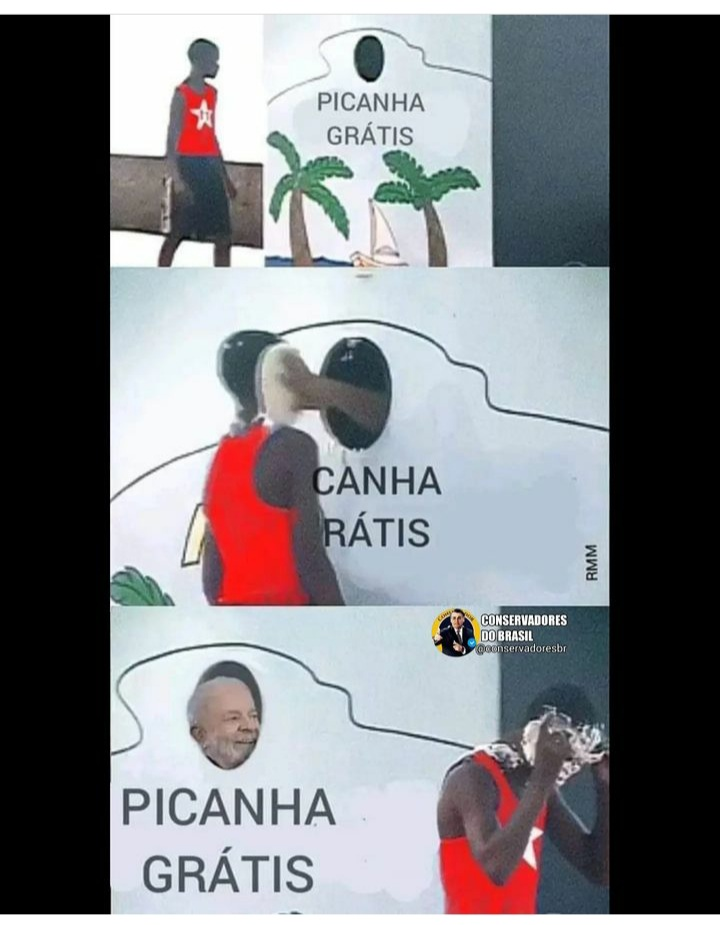 PICANHA
GRÁTIS
CANHA
RÁTIS
RMM
CONSERVADORES
DO BRASIL
@conservadoresbr
PICANHA
GRÁTIS